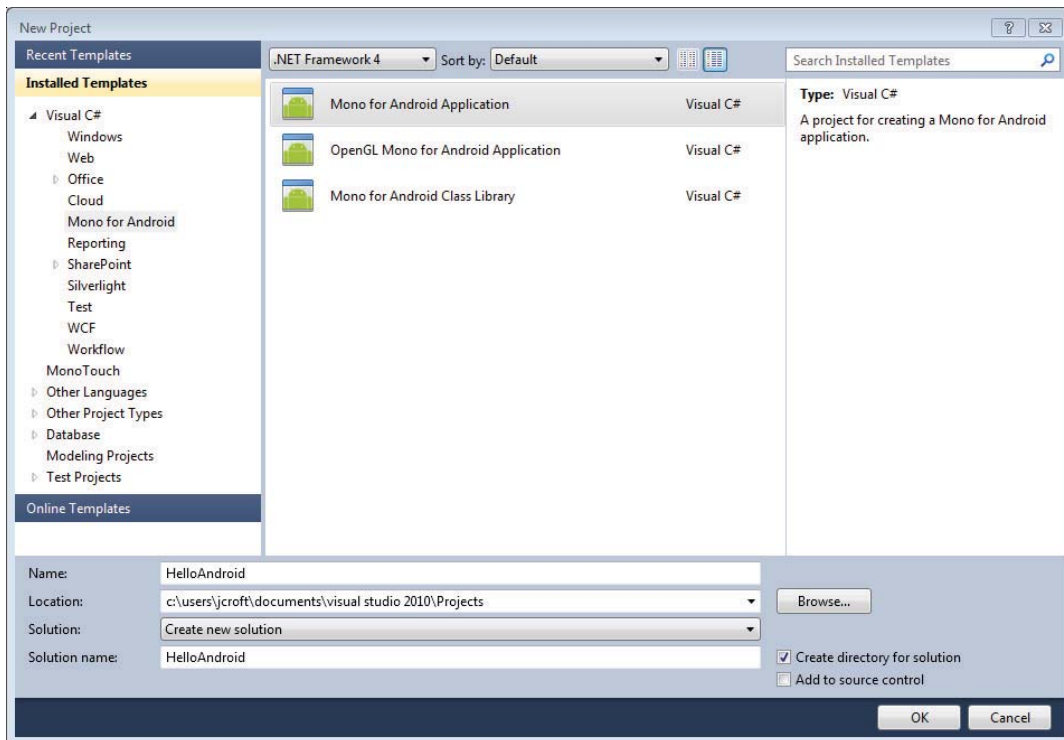 New Project
Recent Templates
Installed Templates
Visual C#
Windows
Web
Office
Cloud
Mono for Android
Reporting
SharePoint
Silverlight
Test
WCF
Workflow
MonoTouch
Other Languages
Other Project Types
Database
Modeling Projects
Test Projects
Online Templates
.NET Framework 4 Sort by: Default
Mono for Android Application Visual C#
OpenGL Mono for Android Application Visual C#
Mono for Android Class Library Visual C#
Search Installed Templates
Type: Visual C#
A project for creating a Mono for Android
application.
Name: HelloAndroid
Location: c:\users\jcroft\documents\visual studio 2010\Projects Browse...
Solution: Create new solution
Solution name: HelloAndroid
Create directory for solution
Add to source control
OK Cancel